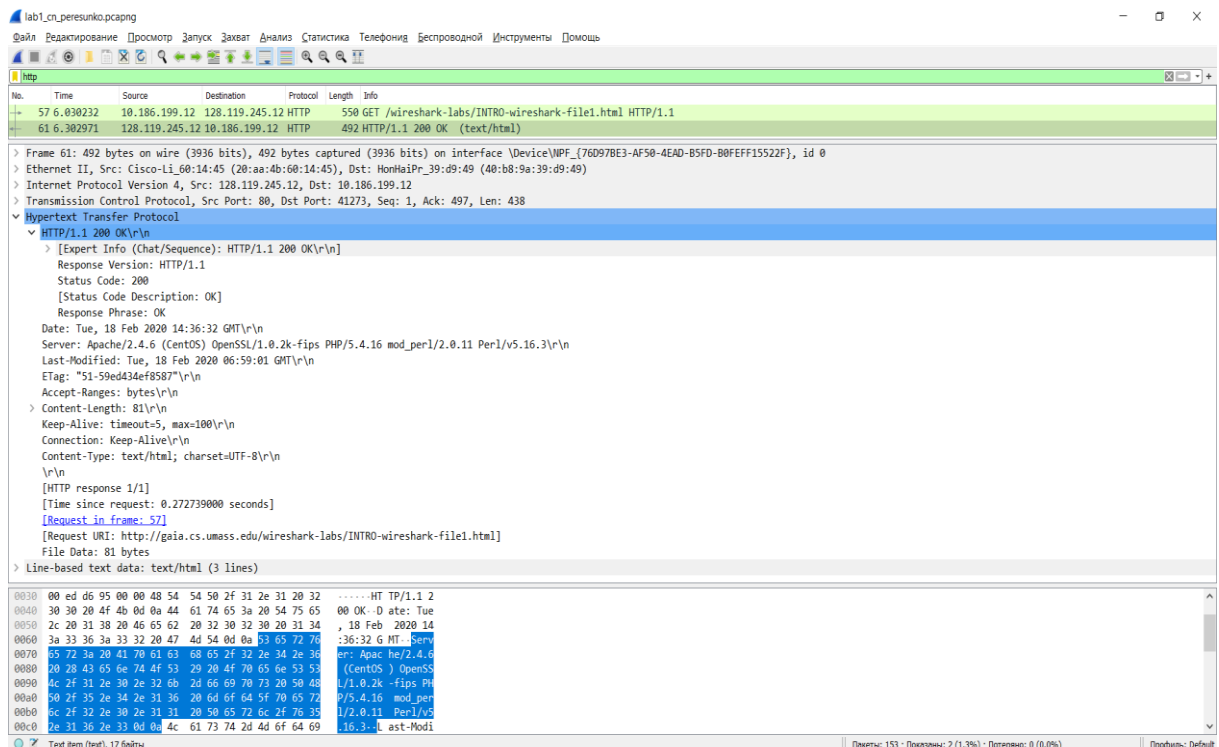 lab1_cn_peresunko.pcapng
Файл Редактирование Просмотр Запуск Захват Анализ Статистика Телефония Беспроводной Инструменты Помощь
http
No. Time Source Destination Protocol Length Info
57 6.030232 10.186.199.12 128.119.245.12 HTTP 550 GET /wireshark-labs/INTRO-wireshark-file1.html HTTP/1.1
61 6.302971 128.119.245.12 10.186.199.12 HTTP 492 HTTP/1.1 200 OK (text/html)
> Frame 61: 492 bytes on wire (3936 bits), 492 bytes captured (3936 bits) on interface \Device\NPF_{76D97BE3-AF50-4EAD-B5FD-B0FEFF15522F}, id 0
> Ethernet II, Src: Cisco-Li_60:14:45 (20:aa:4b:60:14:45), Dst: HonHaiPr_39:d9:49 (40:b8:9a:39:d9:49)
> Internet Protocol Version 4, Src: 128.119.245.12, Dst: 10.186.199.12
> Transmission Control Protocol, Src Port: 80, Dst Port: 41273, Seq: 1, Ack: 497, Len: 438
Hypertext Transfer Protocol
HTTP/1.1 200 OK\r\n
> [Expert Info (Chat/Sequence): HTTP/1.1 200 OK\r\n]
Response Version: HTTP/1.1
Status Code: 200
[Status Code Description: OK]
Response Phrase: OK
Date: Tue, 18 Feb 2020 14:36:32 GMT\r\n
Server: Apache/2.4.6 (CentOS) OpenSSL/1.0.2k-fips PHP/5.4.16 mod_perl/2.0.11 Perl/v5.16.3\r\n
Last-Modified: Tue, 18 Feb 2020 06:59:01 GMT\r\n
ETag: "51-59ed434ef8587"\r\n
Accept-Ranges: bytes\r\n
> Content-Length: 81\r\n
Keep-Alive: timeout=5, max=100\r\n
Connection: Keep-Alive\r\n
Content-Type: text/html; charset=UTF-8\r\n
\r\n
[HTTP response 1/1]
[Time since request: 0.272739000 seconds]
[Request in frame: 57]
[Request URI: http://gaia.cs.umass.edu/wireshark-labs/INTRO-wireshark-file1.html]
File Data: 81 bytes
> Line-based text data: text/html (3 lines)
0030 00 ed d6 95 00 00 48 54 54 50 2f 31 2e 31 20 32 ······HT TP/1.1 2
0040 30 30 20 4f 4b 0d 0a 44 61 74 65 3a 20 54 75 65 00 OK··D ate: Tue
0050 2c 20 31 38 20 46 65 62 20 32 30 32 30 20 31 34 , 18 Feb 2020 14
0060 3a 33 36 3a 33 32 20 47 4d 54 0d 0a 53 65 72 76 :36:32 G MT··Serv
0070 65 72 3a 20 41 70 61 63 68 65 2f 32 2e 34 2e 36 er: Apac he/2.4.6
0080 20 28 43 65 6e 74 4f 53 29 20 4f 70 65 6e 53 53 (CentOS ) OpenSS
0090 4c 2f 31 2e 30 2e 32 6b 2d 66 69 70 73 20 50 48 L/1.0.2k -fips PH
00a0 50 2f 35 2e 34 2e 31 36 20 6d 6f 64 5f 70 65 72 P/5.4.16 mod_per
00b0 6c 2f 32 2e 30 2e 31 31 20 50 65 72 6c 2f 76 35 l/2.0.11 Perl/v5
00c0 2e 31 36 2e 33 0d 0a 4c 61 73 74 2d 4d 6f 64 69 .16.3··L ast-Modi
Text item (text), 17 байты Пакеты: 153 · Показаны: 2 (1.3%) · Потеряно: 0 (0.0%) Профиль: Default